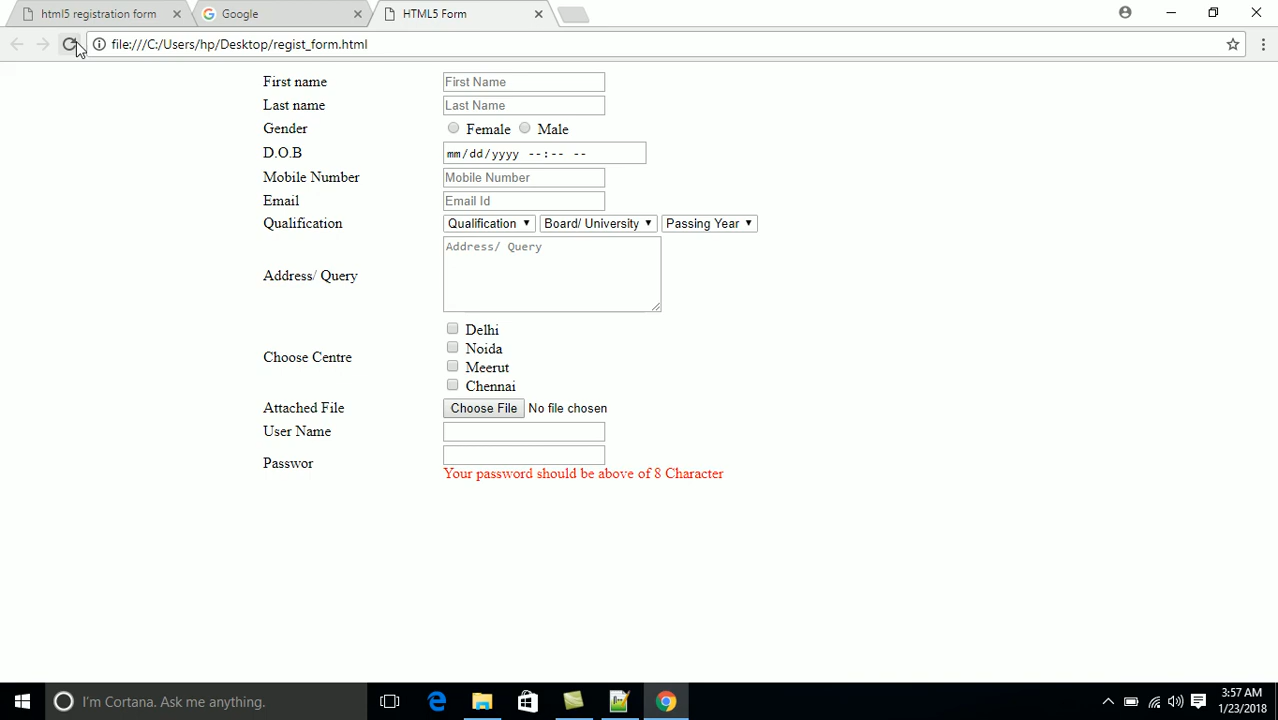 html5 registration form
Google
HTML5 Form
file:///C:/Users/hp/Desktop/regist_form.html
First name First Name
Last name Last Name
Gender Female Male
D.O.B mm/dd/yyyy --:-- --
Mobile Number Mobile Number
Email Email Id
Qualification Qualification Board/ University Passing Year
Address/ Query Address/ Query
Choose Centre
Delhi
Noida
Meerut
Chennai
Attached File Choose File No file chosen
User Name
Passwor
Your password should be above of 8 Character
I'm Cortana. Ask me anything.
3:57 AM
1/23/2018